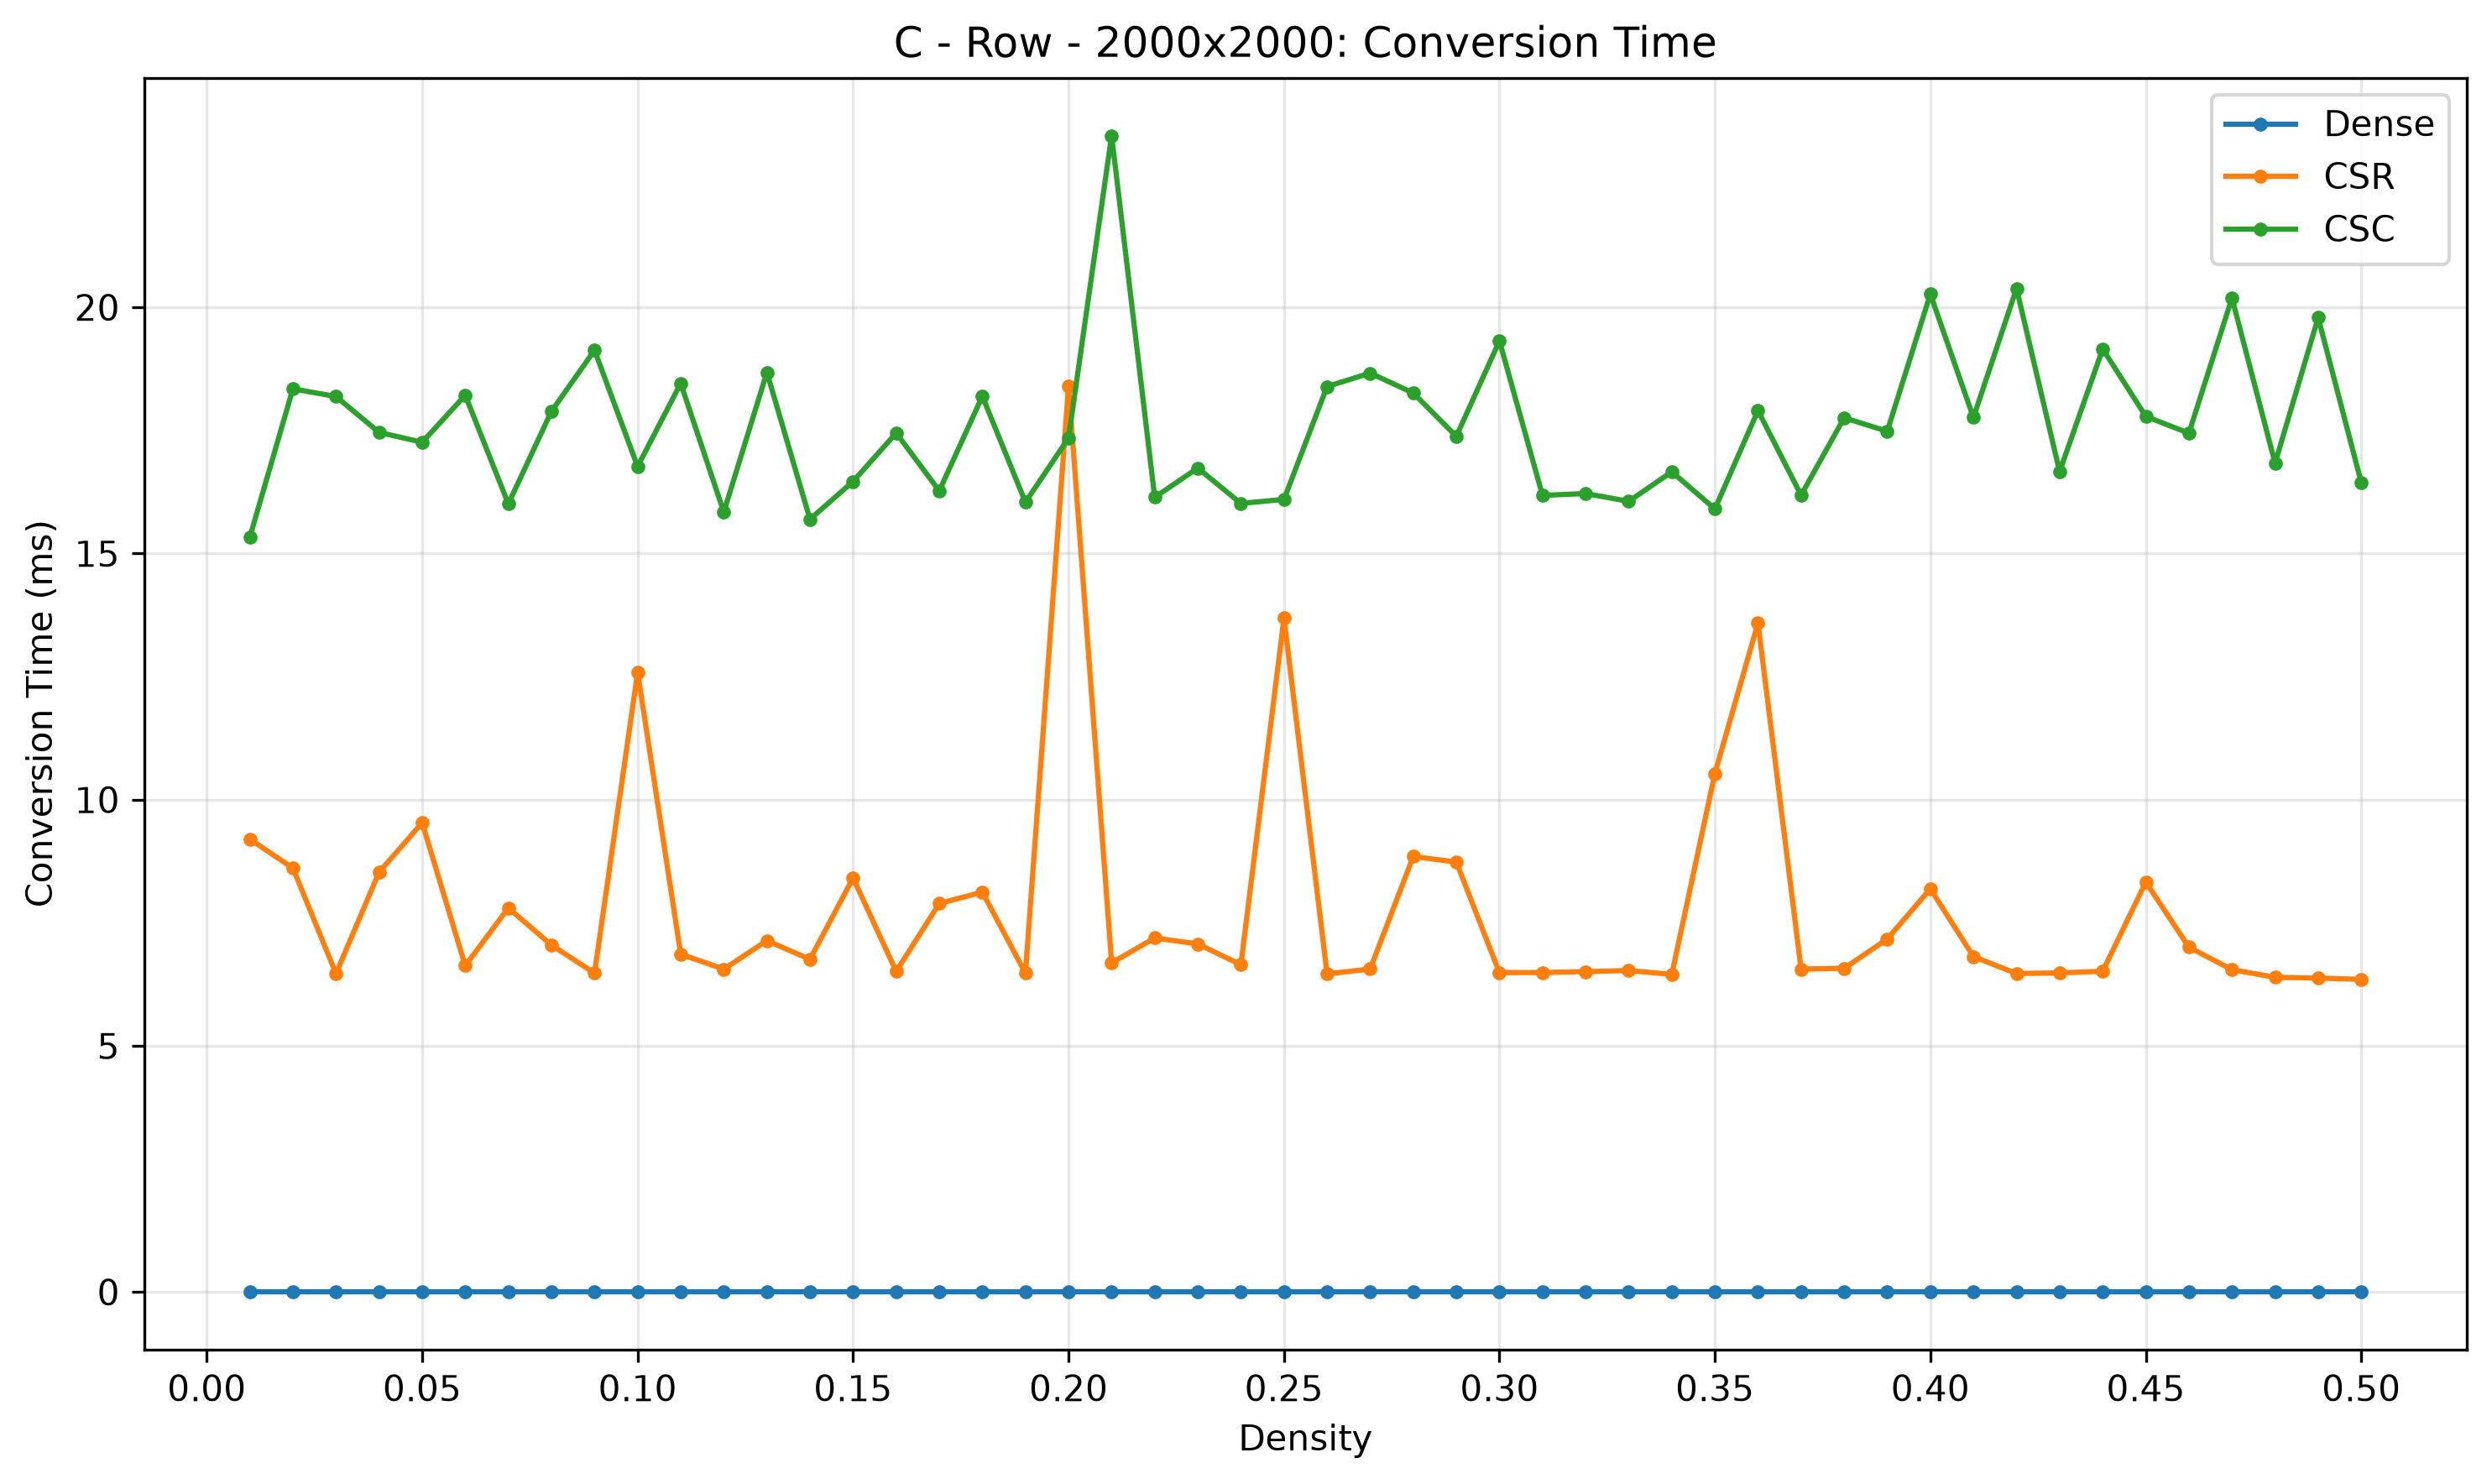 C - Row - 2000x2000: Conversion Time
Dense
CSR
CSC
Conversion Time (ms)
20
15
10
5
0
0.00 0.05 0.10 0.15 0.20 0.25 0.30 0.35 0.40 0.45 0.50
Density